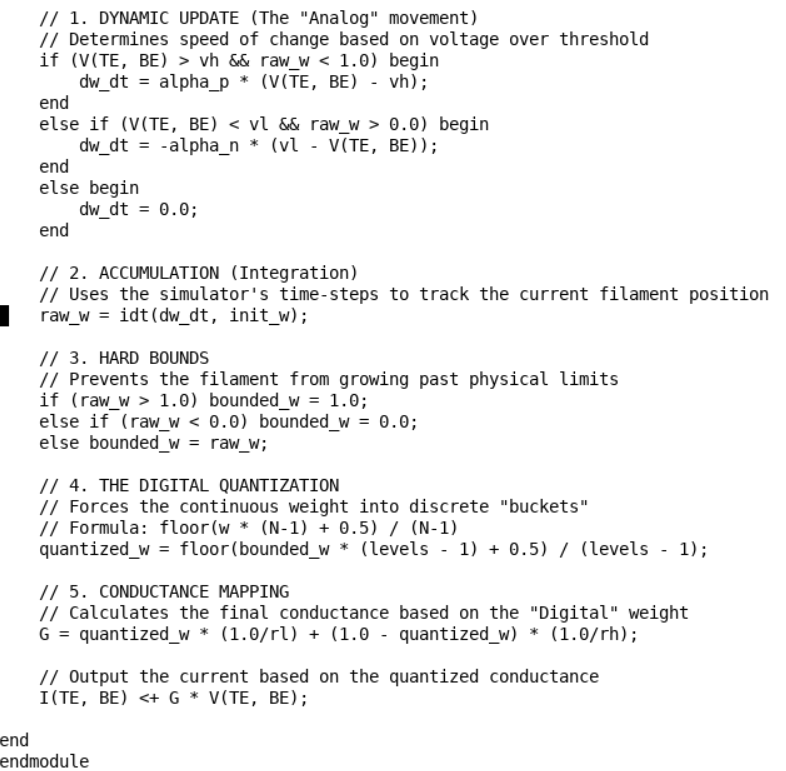 // 1. DYNAMIC UPDATE (The "Analog" movement)
// Determines speed of change based on voltage over threshold
if (V(TE, BE) > vh && raw_w < 1.0) begin
dw_dt = alpha_p * (V(TE, BE) - vh);
end
else if (V(TE, BE) < vl && raw_w > 0.0) begin
dw_dt = -alpha_n * (vl - V(TE, BE));
end
else begin
dw_dt = 0.0;
end
// 2. ACCUMULATION (Integration)
// Uses the simulator's time-steps to track the current filament position
raw_w = idt(dw_dt, init_w);
// 3. HARD BOUNDS
// Prevents the filament from growing past physical limits
if (raw_w > 1.0) bounded_w = 1.0;
else if (raw_w < 0.0) bounded_w = 0.0;
else bounded_w = raw_w;
// 4. THE DIGITAL QUANTIZATION
// Forces the continuous weight into discrete "buckets"
// Formula: floor(w * (N-1) + 0.5) / (N-1)
quantized_w = floor(bounded_w * (levels - 1) + 0.5) / (levels - 1);
// 5. CONDUCTANCE MAPPING
// Calculates the final conductance based on the "Digital" weight
G = quantized_w * (1.0/rl) + (1.0 - quantized_w) * (1.0/rh);
// Output the current based on the quantized conductance
I(TE, BE) <+ G * V(TE, BE);
end
endmodule